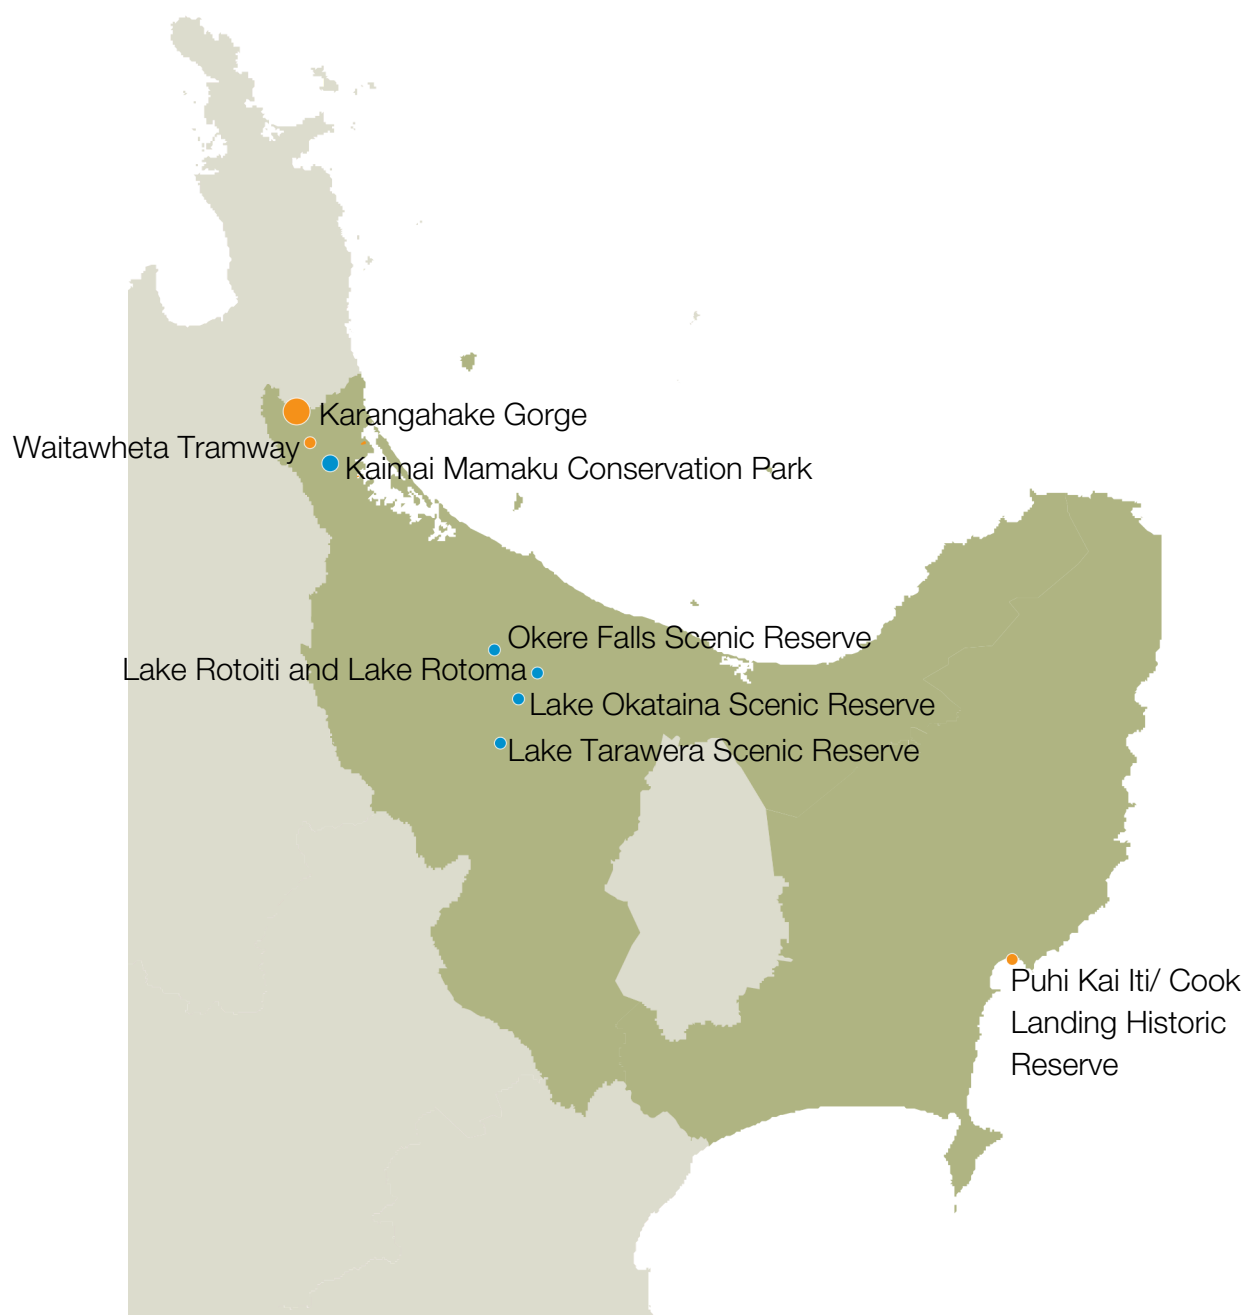 Karangahake Gorge
Waitawheta Tramway
Kaimai Mamaku Conservation Park
Okere Falls Scenic Reserve
Lake Rotoiti and Lake Rotoma
Lake Okataina Scenic Reserve
Lake Tarawera Scenic Reserve
Puhi Kai Iti/ Cook
Landing Historic
Reserve